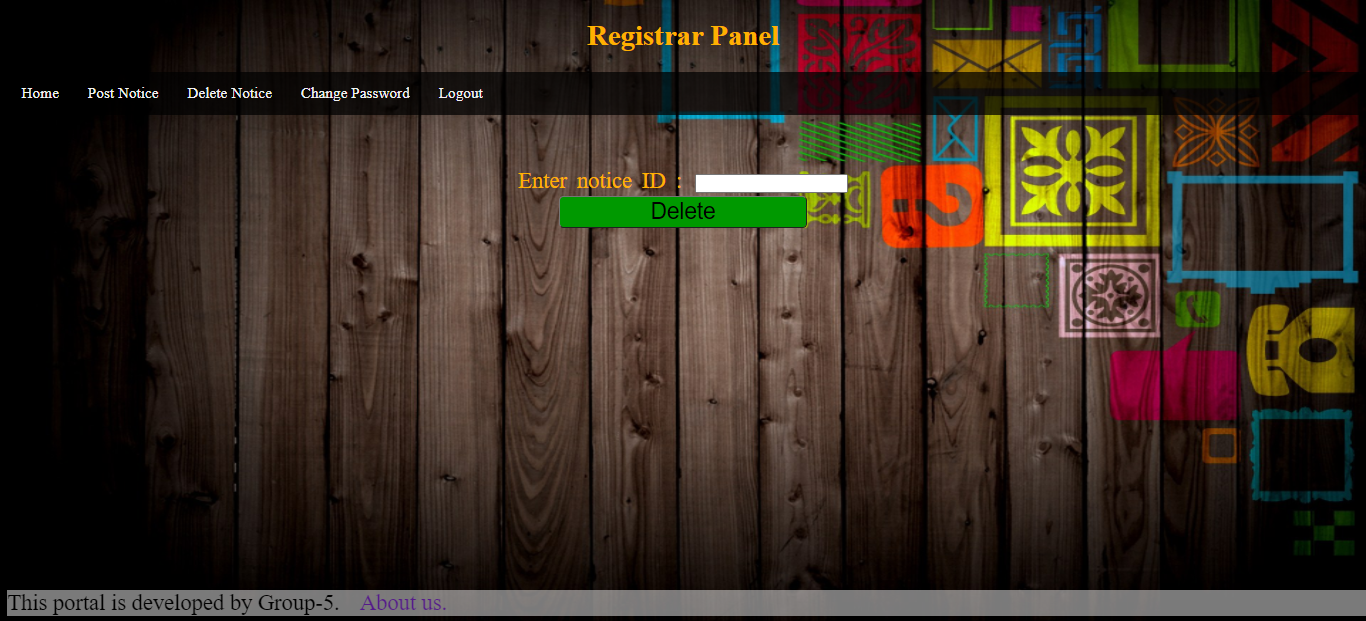 Registrar Panel
Home Post Notice Delete Notice Change Password Logout
Enter notice ID :
Delete
This portal is developed by Group-5. About us.